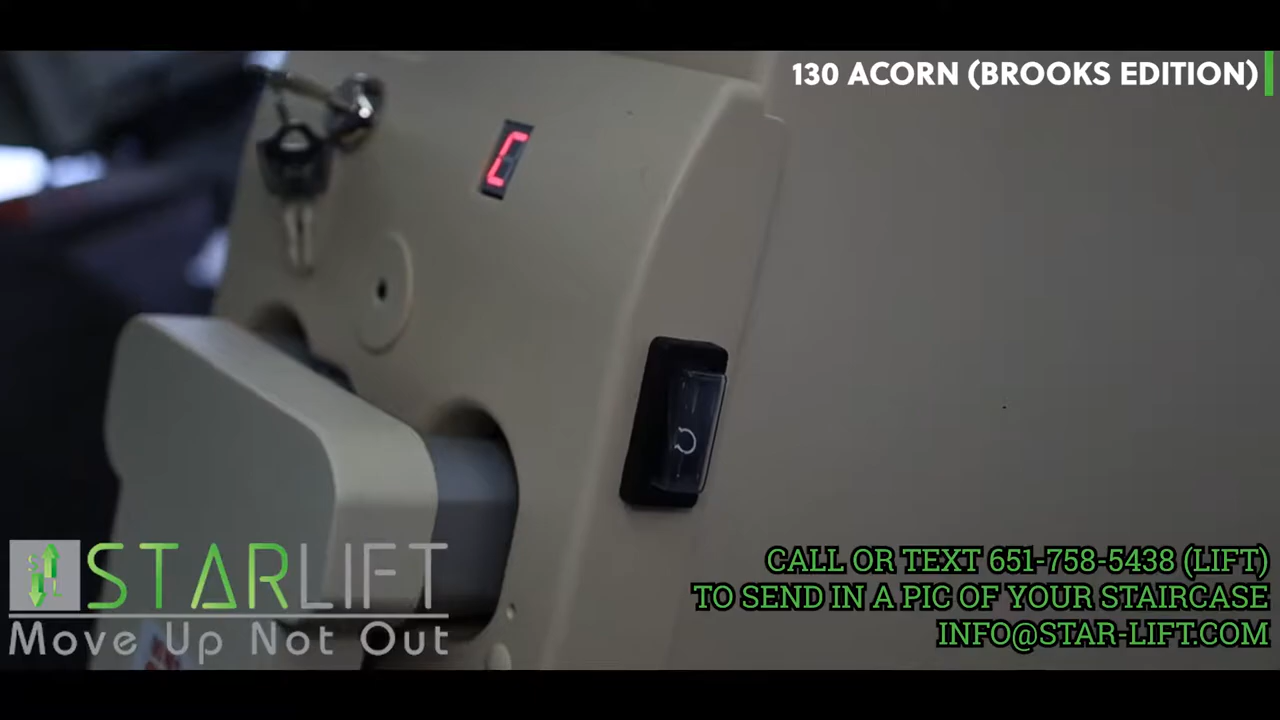 130 ACORN (BROOKS EDITION)
C
STARLIFT
Move Up Not Out
CALL OR TEXT 651-758-5438 (LIFT)
TO SEND IN A PIC OF YOUR STAIRCASE
INFO@STAR-LIFT.COM